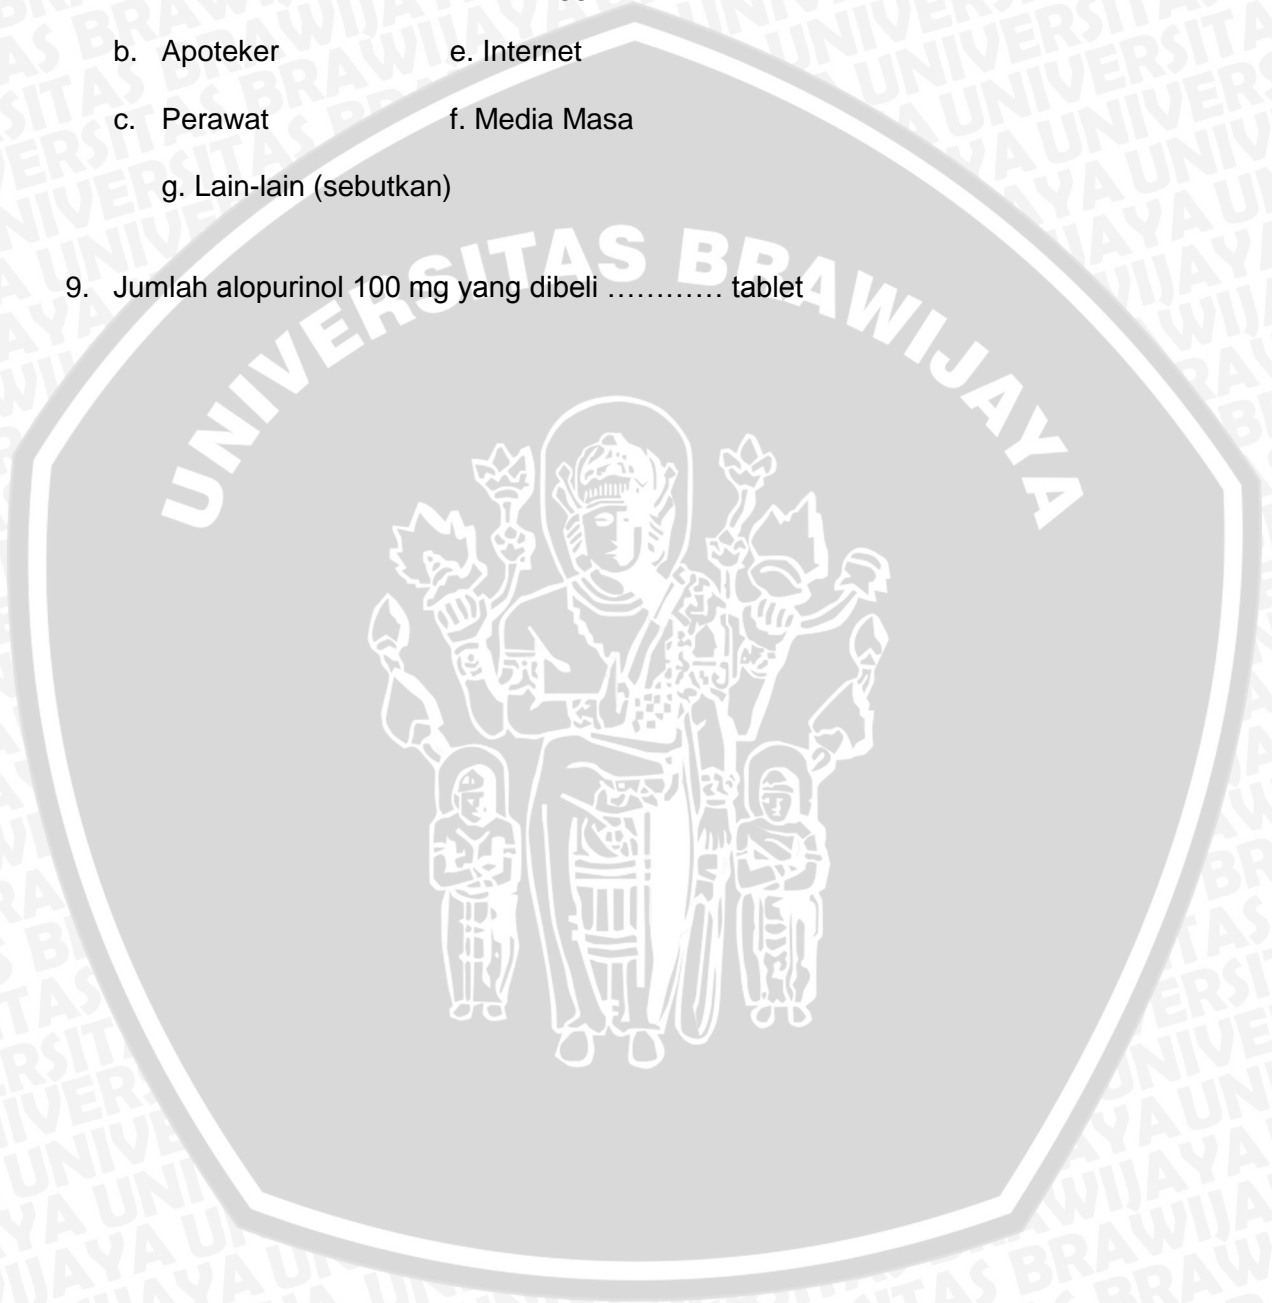 b. Apoteker e. Internet
c. Perawat f. Media Masa
g. Lain-lain (sebutkan)
9. Jumlah alopurinol 100 mg yang dibeli ………… tablet
UNIVERSITAS BRAWIJAYA